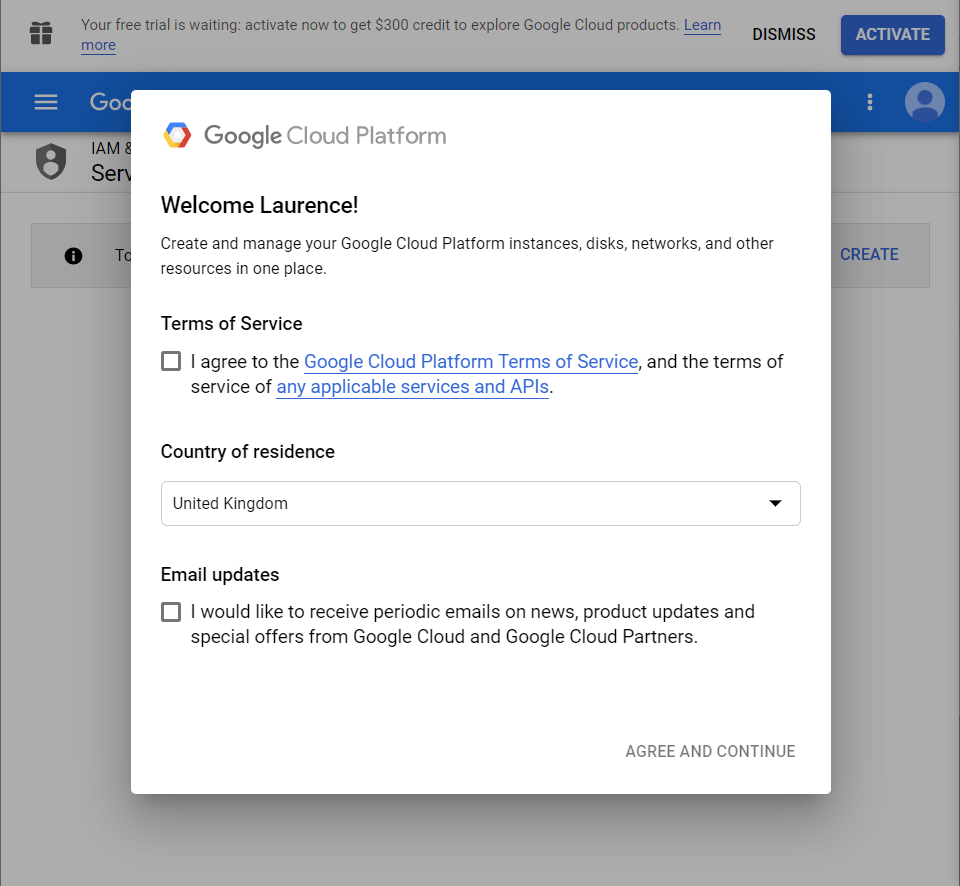 Your free trial is waiting: activate now to get $300 credit to explore Google Cloud products. Learn
more
DISMISS
ACTIVATE
Goo
IAM &
Serv
To
CREATE
Google Cloud Platform
Welcome Laurence!
Create and manage your Google Cloud Platform instances, disks, networks, and other
resources in one place.
Terms of Service
I agree to the Google Cloud Platform Terms of Service, and the terms of
service of any applicable services and APIs.
Country of residence
United Kingdom
Email updates
I would like to receive periodic emails on news, product updates and
special offers from Google Cloud and Google Cloud Partners.
AGREE AND CONTINUE